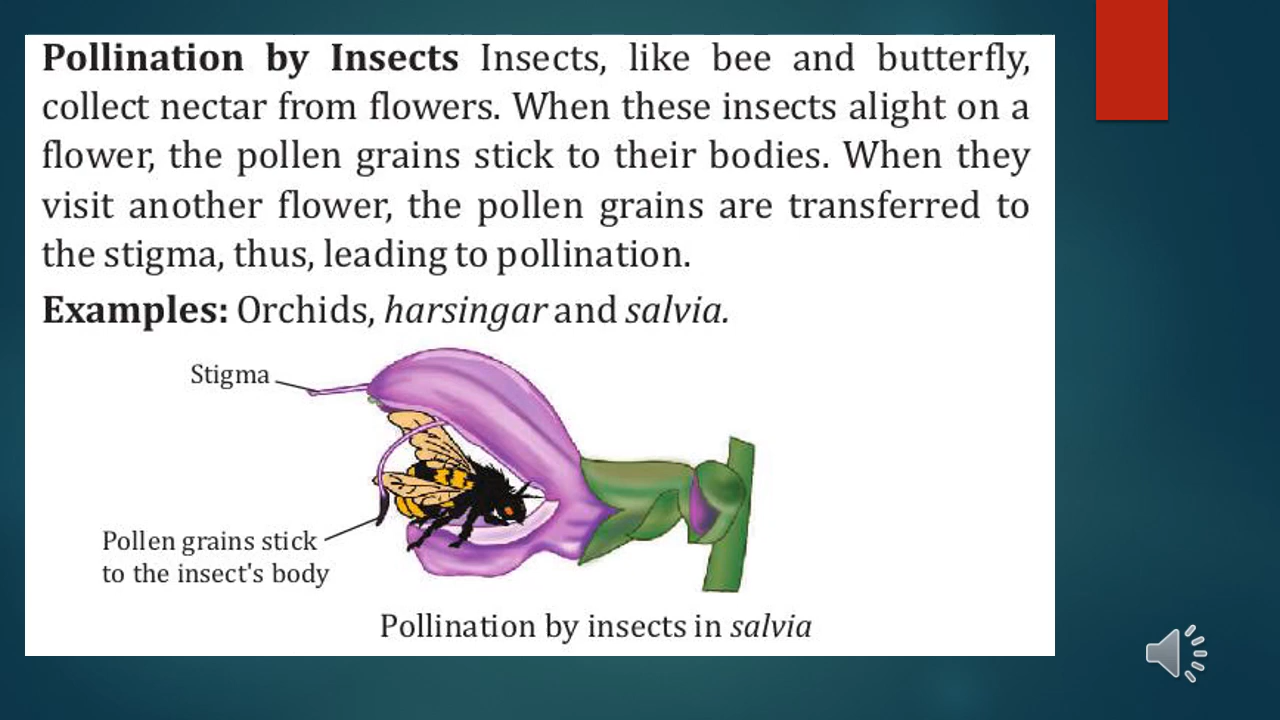 Pollination by Insects Insects, like bee and butterfly,
collect nectar from flowers. When these insects alight on a
flower, the pollen grains stick to their bodies. When they
visit another flower, the pollen grains are transferred to
the stigma, thus, leading to pollination.
Examples: Orchids, harsingar and salvia.
Stigma
Pollen grains stick
to the insect's body
Pollination by insects in salvia